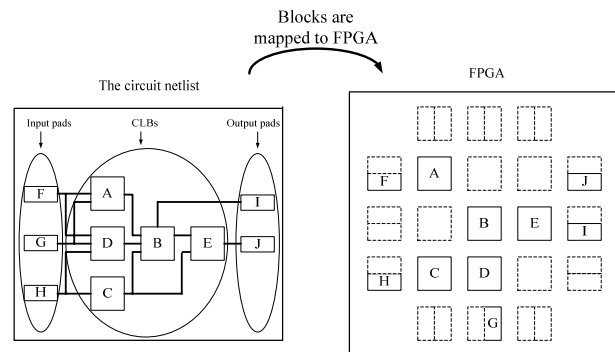 Blocks are
mapped to FPGA
The circuit netlist
FPGA
Input pads
CLBs
Output pads
F
A
I
G
D
B
E
J
H
C
F
A
J
B
E
I
H
C
D
G